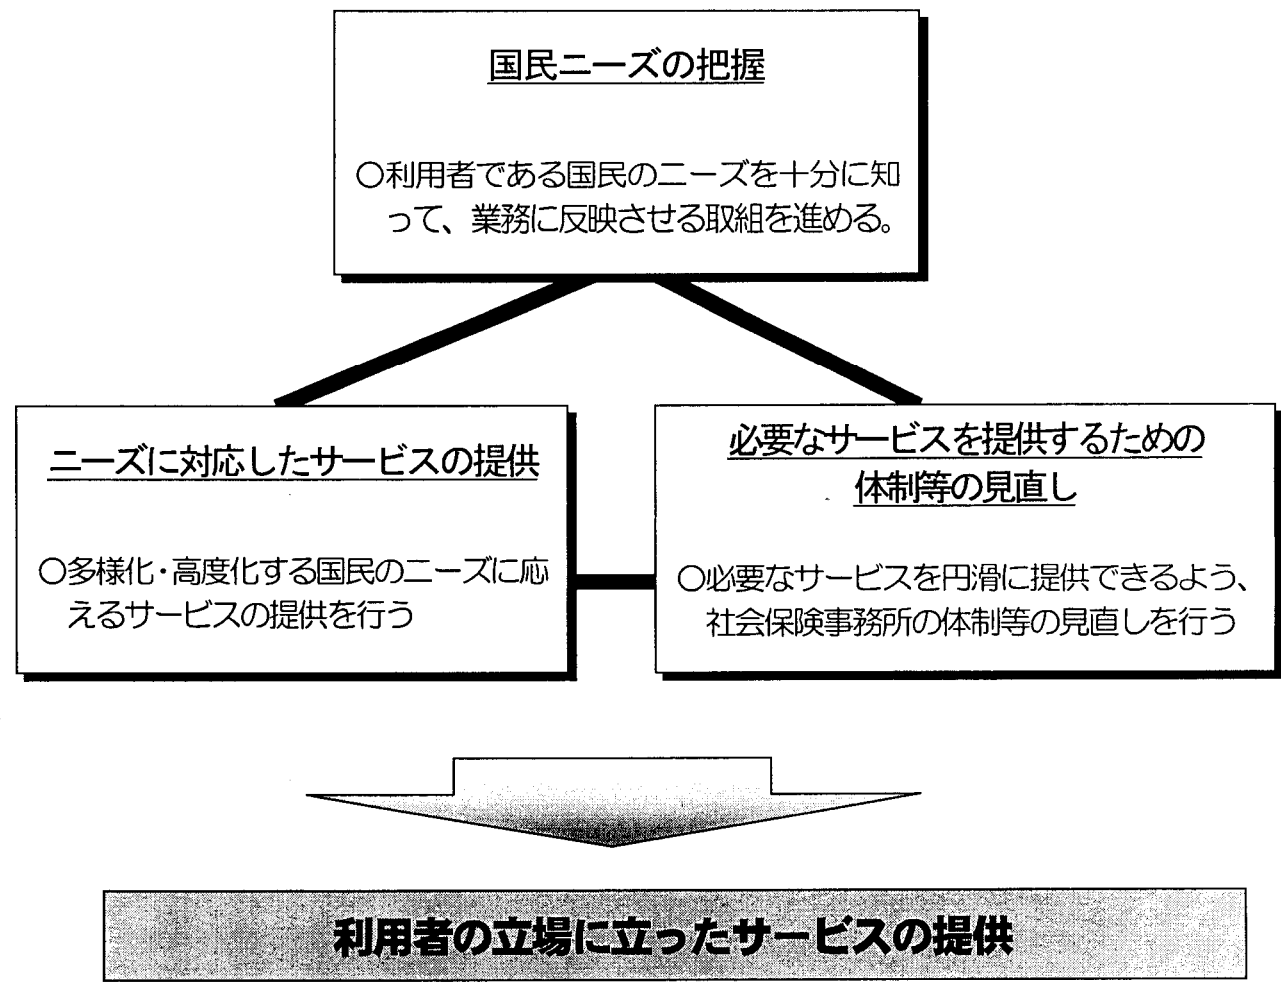 国民ニーズの把握
○利用者である国民のニーズを十分に知
って、業務に反映させる取組を進める。
ニーズに対応したサービスの提供
○多様化・高度化する国民のニーズに応
えるサービスの提供を行う
必要なサービスを提供するための
体制等の見直し
○必要なサービスを円滑に提供できるよう、
社会保険事務所の体制等の見直しを行う
利用者の立場に立ったサービスの提供